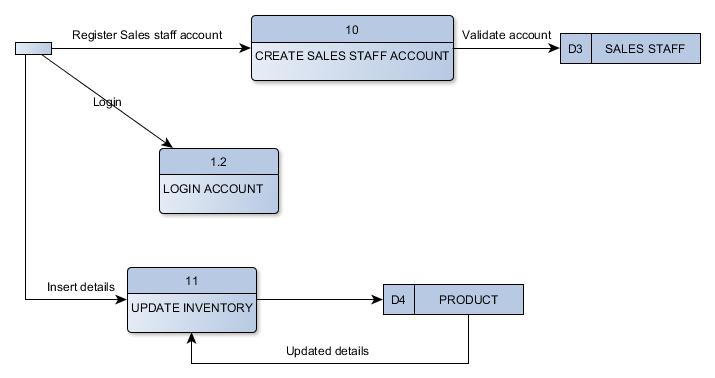 Register Sales staff account
10
CREATE SALES STAFF ACCOUNT
Validate account
D3 SALES STAFF
Login
1.2
LOGIN ACCOUNT
Insert details
11
UPDATE INVENTORY
D4 PRODUCT
Updated details